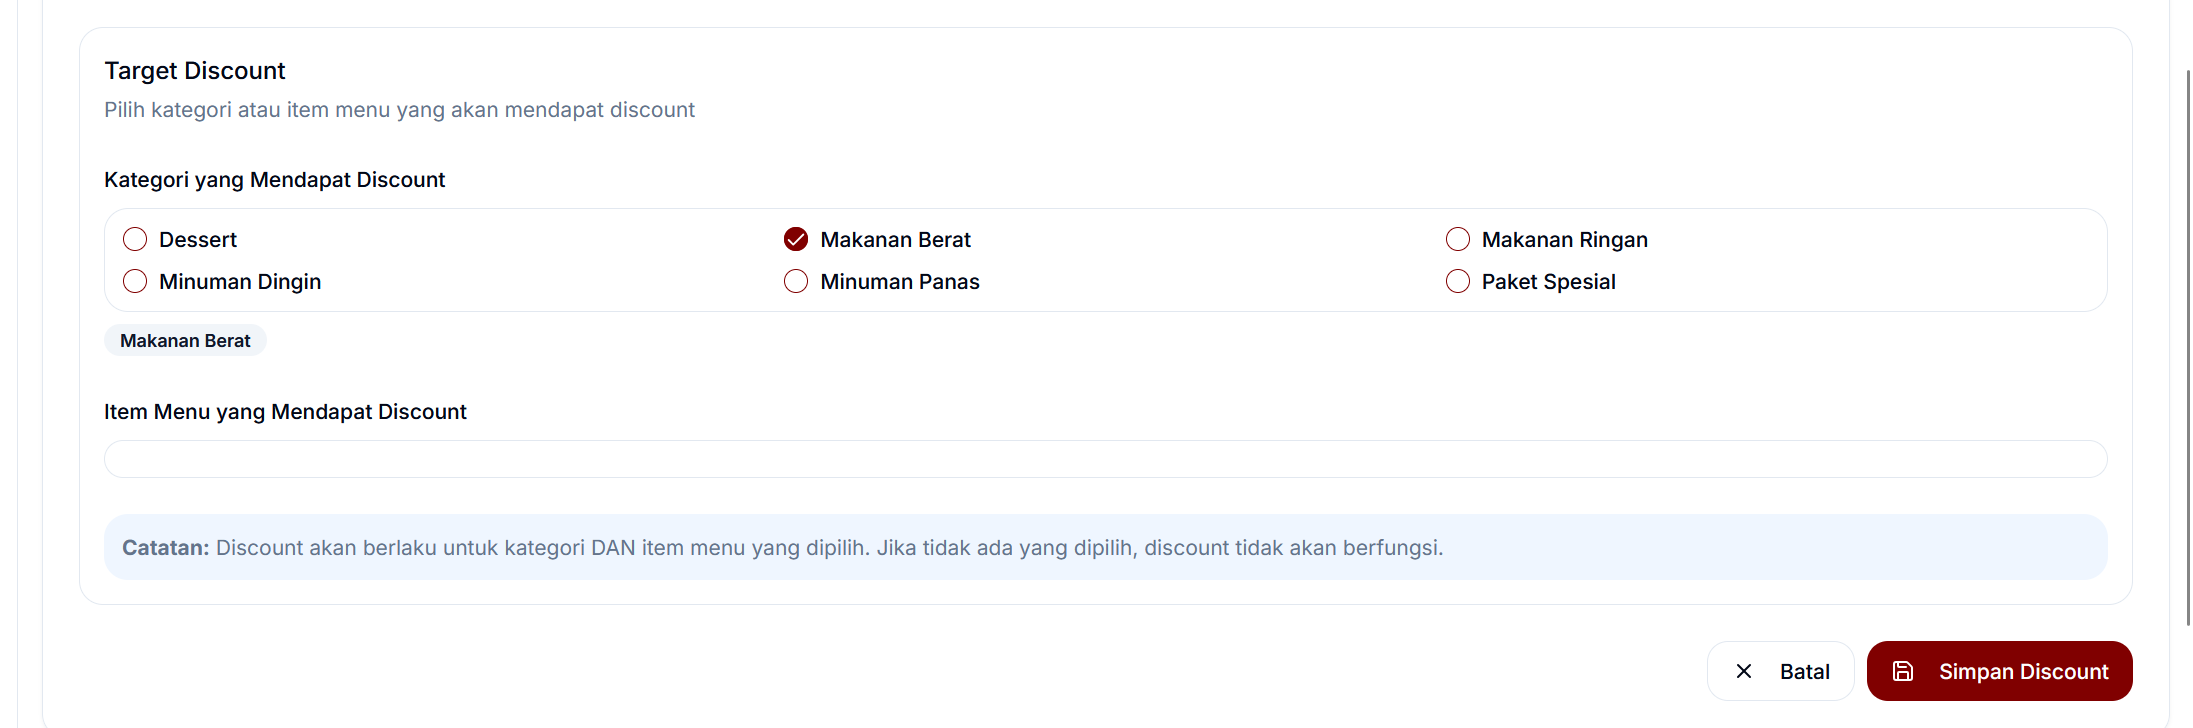 Target Discount
Pilih kategori atau item menu yang akan mendapat discount
Kategori yang Mendapat Discount
Dessert
Makanan Berat
Makanan Ringan
Minuman Dingin
Minuman Panas
Paket Spesial
Makanan Berat
Item Menu yang Mendapat Discount
Catatan: Discount akan berlaku untuk kategori DAN item menu yang dipilih. Jika tidak ada yang dipilih, discount tidak akan berfungsi.
Batal
Simpan Discount